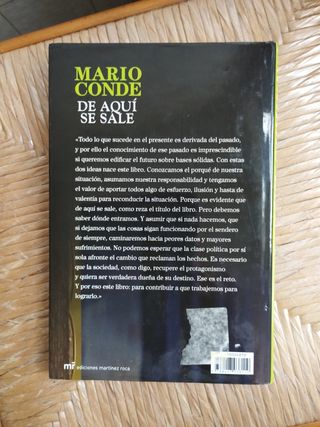 MARIO
CONDE
DE AQUÍ
SE SALE
«Todo lo que sucede en el presente es derivada del pasado,
y por ello el conocimiento de ese pasado es imprescindible
si queremos edificar el futuro sobre bases sólidas. Con estas
dos ideas nace este libro. Conozcamos el porqué de nuestra
situación, asumamos nuestra responsabilidad y tengamos
el valor de aportar todos algo de esfuerzo, ilusión y hasta de
valentía para reconducir la situación. Porque es evidente que
de aquí se sale, como reza el título del libro. Pero debemos
saber dónde entramos. Y asumir que si nada hacemos, que
si dejamos que las cosas sigan funcionando por el sendero
de siempre, caminaremos hacia peores datos y mayores
sufrimientos. No podemos esperar que la clase política por sí
sola afronte el cambio que reclaman los hechos. Es necesario
que la sociedad, como digo, recupere el protagonismo
y quiera ser verdadera dueña de su destino. Ese es el reto.
Y por eso este libro: para contribuir a que trabajemos para
lograrlo.»
mr ediciones martínez roca